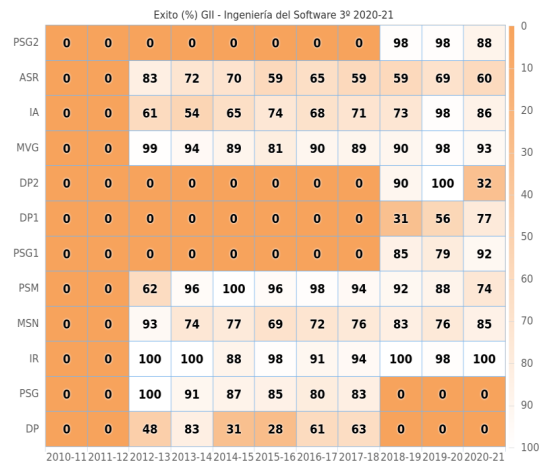 Exito (%) GII - Ingeniería del Software 3º 2020-21
PSG2 0 0 0 0 0 0 0 0 98 98 88
ASR 0 0 83 72 70 59 65 59 59 69 60
IA 0 0 61 54 65 74 68 71 73 98 86
MVG 0 0 99 94 89 81 90 89 90 98 93
DP2 0 0 0 0 0 0 0 0 90 100 32
DP1 0 0 0 0 0 0 0 0 31 56 77
PSG1 0 0 0 0 0 0 0 0 85 79 92
PSM 0 0 62 96 100 96 98 94 92 88 74
MSN 0 0 93 74 77 69 72 76 83 76 85
IR 0 0 100 100 88 98 91 94 100 98 100
PSG 0 0 100 91 87 85 80 83 0 0 0
DP 0 0 48 83 31 28 61 63 0 0 0
2010-11 2011-12 2012-13 2013-14 2014-15 2015-16 2016-17 2017-18 2018-19 2019-20 2020-21
0
10
20
30
40
50
60
70
80
90
100